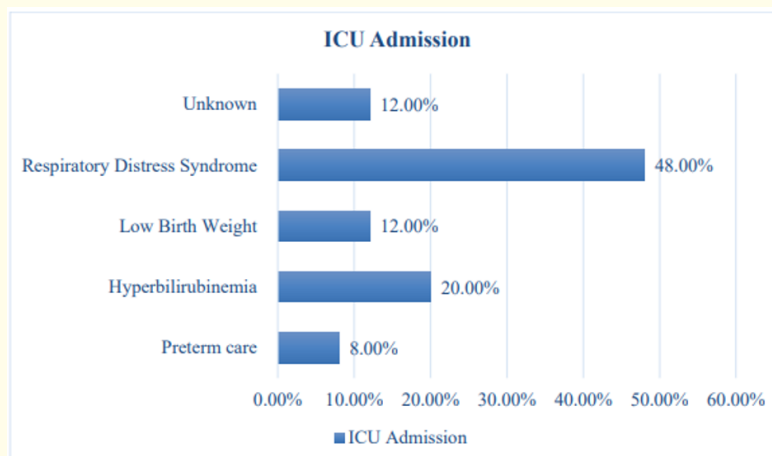 ICU Admission
Unknown
12.00%
Respiratory Distress Syndrome
48.00%
Low Birth Weight
12.00%
Hyperbilirubinemia
20.00%
Preterm care
8.00%
0.00% 10.00% 20.00% 30.00% 40.00% 50.00% 60.00%
ICU Admission